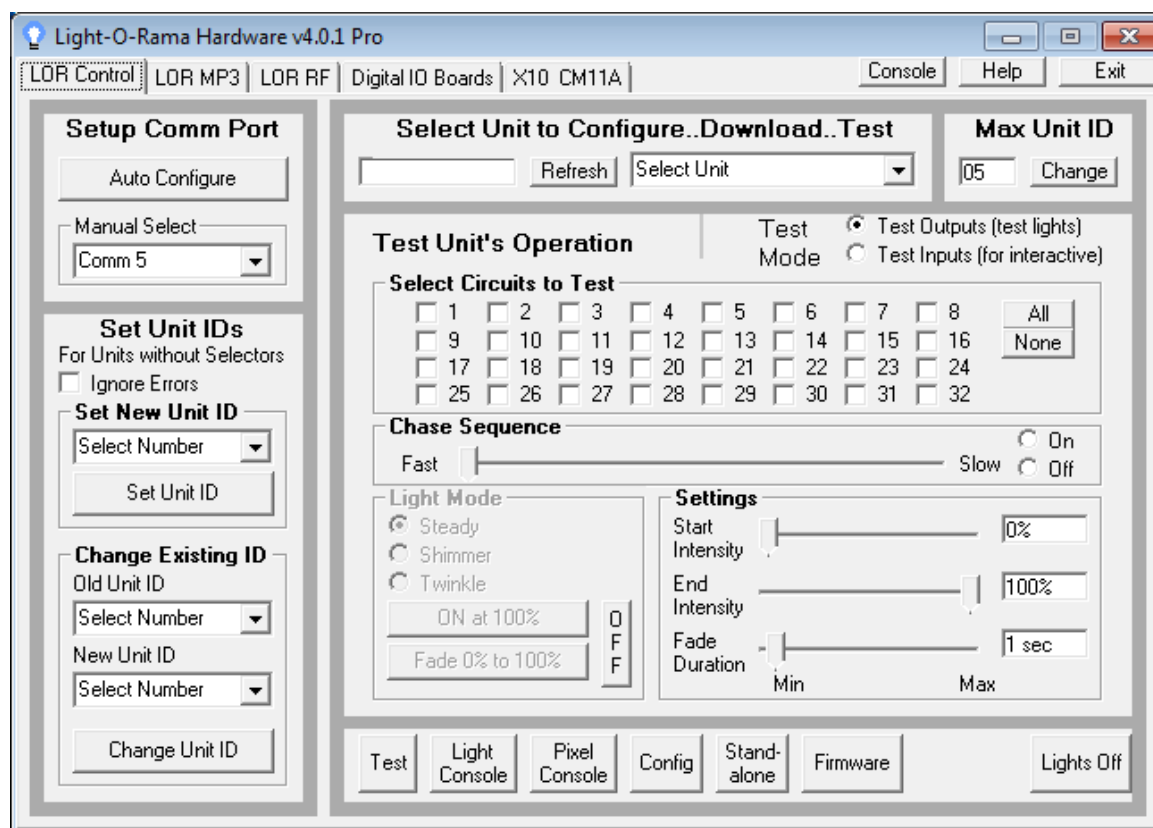 Light-O-Rama Hardware v4.0.1 Pro
LOR Control LOR MP3 LOR RF Digital IO Boards X10 CM11A Console Help Exit
Setup Comm Port
Auto Configure
Manual Select
Comm 5
Set Unit IDs
For Units without Selectors
Ignore Errors
Set New Unit ID
Select Number
Set Unit ID
Change Existing ID
Old Unit ID
Select Number
New Unit ID
Select Number
Change Unit ID
Select Unit to Configure..Download..Test
Refresh Select Unit
Max Unit ID
05 Change
Test Unit's Operation
Test Mode
Test Outputs (test lights)
Test Inputs (for interactive)
Select Circuits to Test
1 2 3 4 5 6 7 8 All
9 10 11 12 13 14 15 16 None
17 18 19 20 21 22 23 24
25 26 27 28 29 30 31 32
Chase Sequence
Fast Slow
On
Off
Light Mode
Steady
Shimmer
Twinkle
ON at 100%
Fade 0% to 100%
OFF
Settings
Start Intensity 0%
End Intensity 100%
Fade Duration 1 sec
Min Max
Test
Light Console
Pixel Console
Config
Stand-alone
Firmware
Lights Off